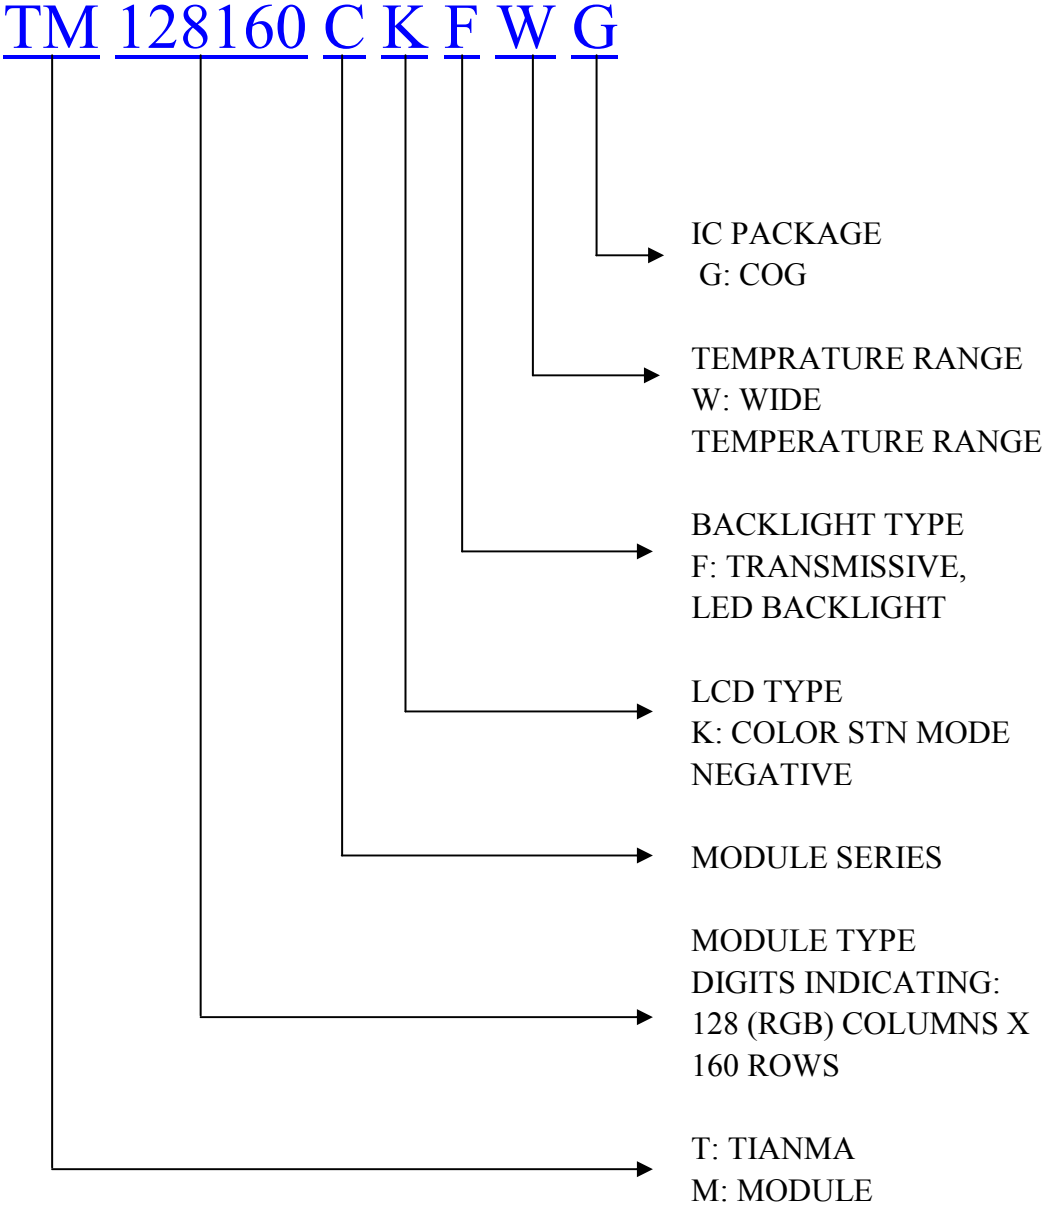 TM 128160 C K F W G
IC PACKAGE
G: COG
TEMPRATURE RANGE
W: WIDE
TEMPERATURE RANGE
BACKLIGHT TYPE
F: TRANSMISSIVE,
LED BACKLIGHT
LCD TYPE
K: COLOR STN MODE
NEGATIVE
MODULE SERIES
MODULE TYPE
DIGITS INDICATING:
128 (RGB) COLUMNS X
160 ROWS
T: TIANMA
M: MODULE